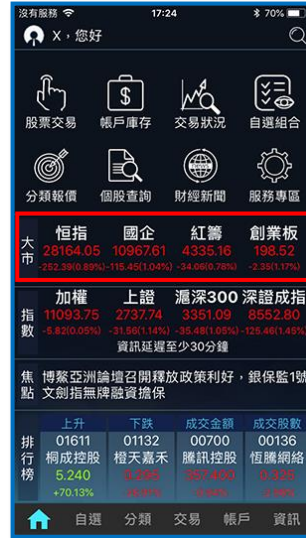 沒有服務 17:24 70%
X，您好
股票交易 帳戶庫存 交易狀況 自選組合
分類報價 個股查詢 財經新聞 服務專區
大市
恒指 國企 紅籌 創業板
28164.05 10967.61 4335.16 198.52
-252.39(0.89%) -115.45(1.04%) -34.06(0.78%) -2.35(1.17%)
指數
加權 上證 滬深300 深證成指
11093.75 2737.74 3351.09 8552.80
-5.82(0.05%) -31.56(1.14%) -35.48(1.05%) -125.46(1.45%)
資訊延遲至少30分鐘
焦點
博鰲亞洲論壇召開釋放政策利好，銀保監1號
文劍指無牌融資擔保
排行榜
上升 下跌 成交金額 成交股數
01611 01132 00700 00136
桐成控股 橙天嘉禾 騰訊控股 恆騰網絡
5.240 0.295 357.400 0.325
+70.13%
自選 分類 交易 帳戶 資訊